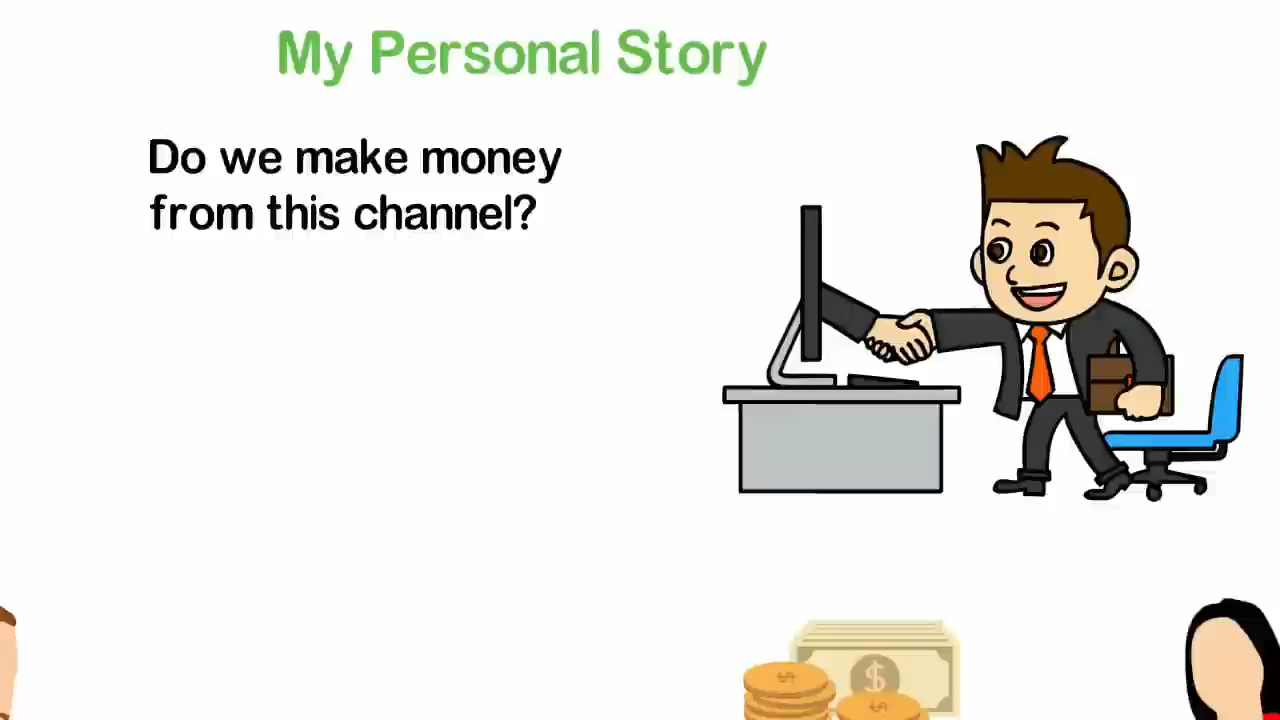 My Personal Story
Do we make money
from this channel?
$
$
$